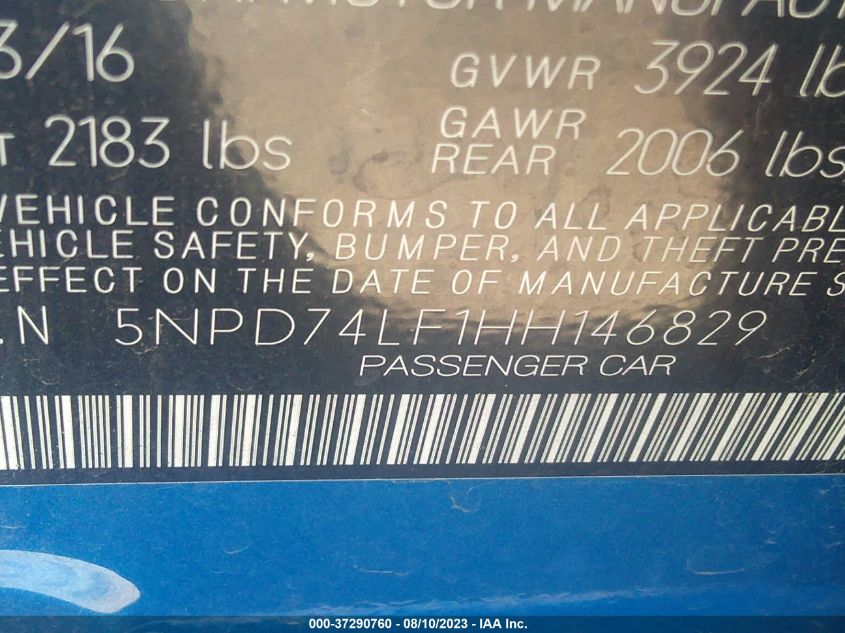 MOTOR MANUFACT
3/16 GVWR 3924 lb
T 2183 lbs GAWR REAR 2006 lbs
VEHICLE CONFORMS TO ALL APPLICABL
EHICLE SAFETY, BUMPER, AND THEFT PRE
EFFECT ON THE DATE OF MANUFACTURE S
.N 5NPD74LF1HH146829
PASSENGER CAR
000-37290760 - 08/10/2023 - IAA Inc.